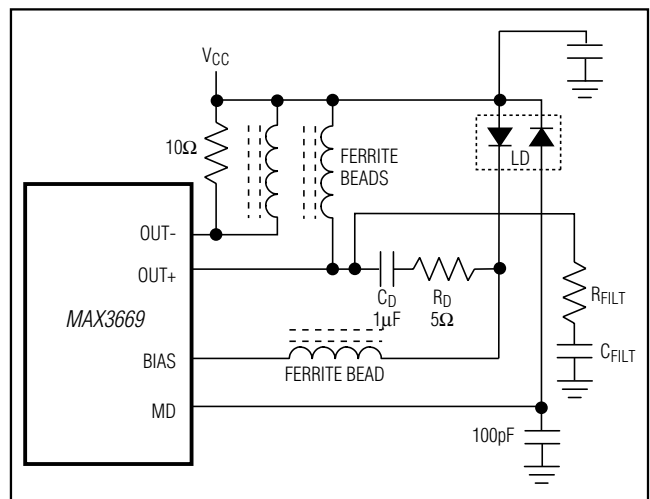 V_CC
10Ω
FERRITE
BEADS
LD
OUT-
OUT+
C_D
1μF
R_D
5Ω
R_FILT
C_FILT
MAX3669
BIAS
FERRITE BEAD
MD
100pF